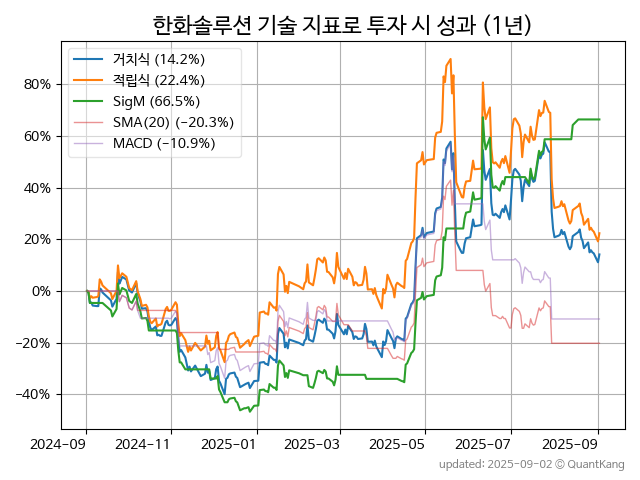 한화솔루션 기술 지표로 투자 시 성과 (1년)
거치식 (14.2%)
적립식 (22.4%)
SigM (66.5%)
SMA(20) (−20.3%)
MACD (−10.9%)
80%
60%
40%
20%
0%
−20%
−40%
2024-09
2024-11
2025-01
2025-03
2025-05
2025-07
2025-09
updated: 2025-09-02 © QuantKang